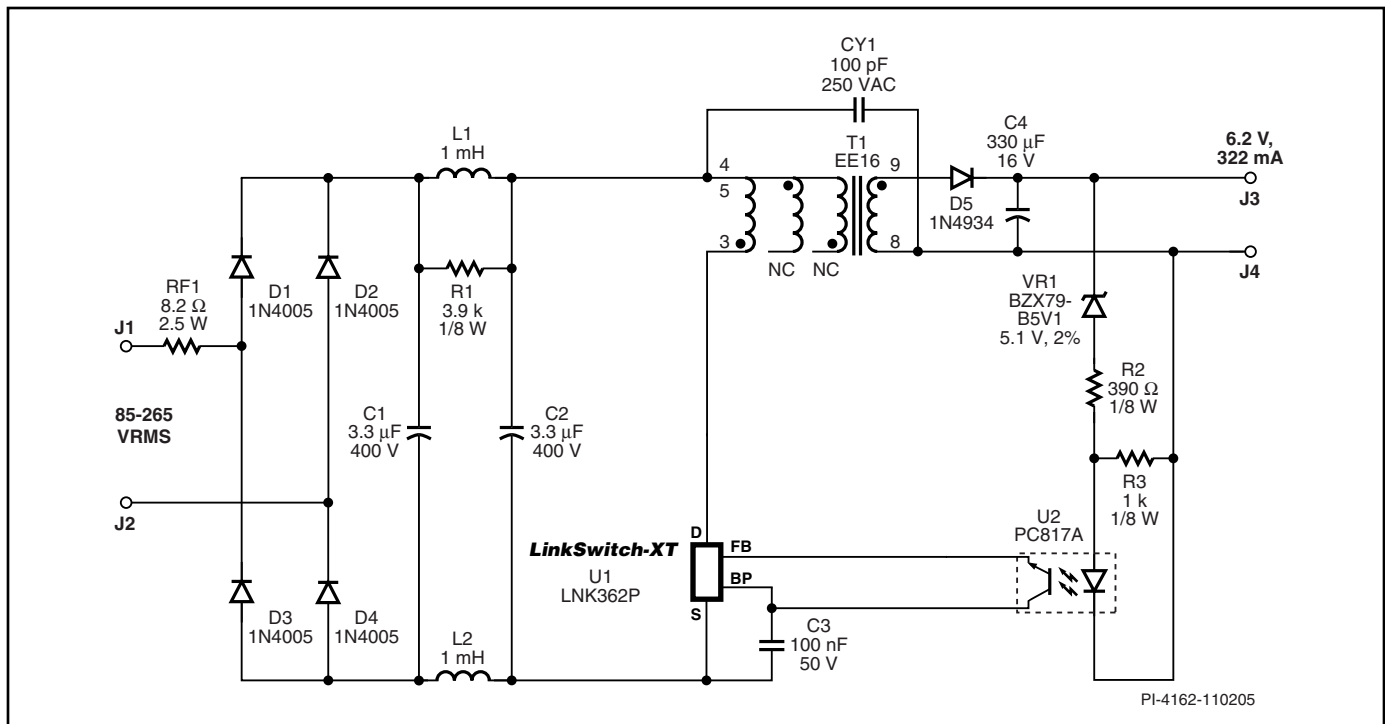 CY1
100 pF
250 VAC
L1
1 mH
C4
330 µF
16 V
6.2 V,
322 mA
T1
EE16
4
5
3
9
8
D5
1N4934
J3
J4
NC
NC
RF1
8.2 Ω
2.5 W
D1
1N4005
D2
1N4005
R1
3.9 k
1/8 W
VR1
BZX79-
B5V1
5.1 V, 2%
J1
R2
390 Ω
1/8 W
85-265
VRMS
C1
3.3 µF
400 V
C2
3.3 µF
400 V
R3
1 k
1/8 W
J2
U2
PC817A
LinkSwitch-XT
U1
LNK362P
D
FB
BP
S
D3
1N4005
D4
1N4005
L2
1 mH
C3
100 nF
50 V
PI-4162-110205